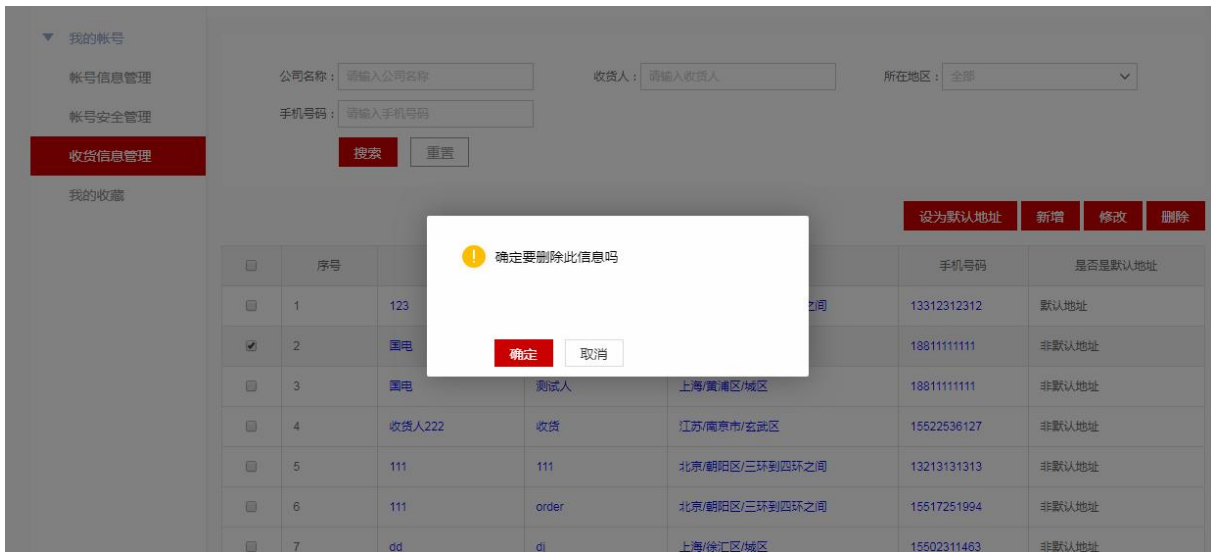 我的帐号
帐号信息管理
帐号安全管理
收货信息管理
我的收藏
公司名称： 请输入公司名称 收货人： 请输入收货人 所在地区： 全部
手机号码： 请输入手机号码
搜索 重置
设为默认地址 新增 修改 删除
确定要删除此信息吗
确定 取消
序号 手机号码 是否是默认地址
1 123 之间 13312312312 默认地址
2 国电 18811111111 非默认地址
3 国电 测试人 上海/黄浦区/城区 18811111111 非默认地址
4 收货人222 收货 江苏/南京市/玄武区 15522536127 非默认地址
5 111 111 北京/朝阳区/三环到四环之间 13213131313 非默认地址
6 111 order 北京/朝阳区/三环到四环之间 15517251994 非默认地址
7 dd di 上海/徐汇区/城区 15502311463 非默认地址